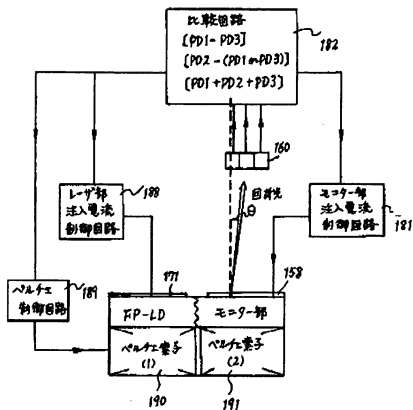 比較回路
[PD1-PD3]
[PD2-(PD1 or PD3)]
[PD1+PD2+PD3]
182
160
レーザ部
注入電流
制御回路
188
回折光
θ
モニター部
注入電流
制御回路
181
ペルチェ
制御回路
189
171
158
FP-LD
モニター部
ペルチェ素子
(1)
ペルチェ素子
(2)
190
191